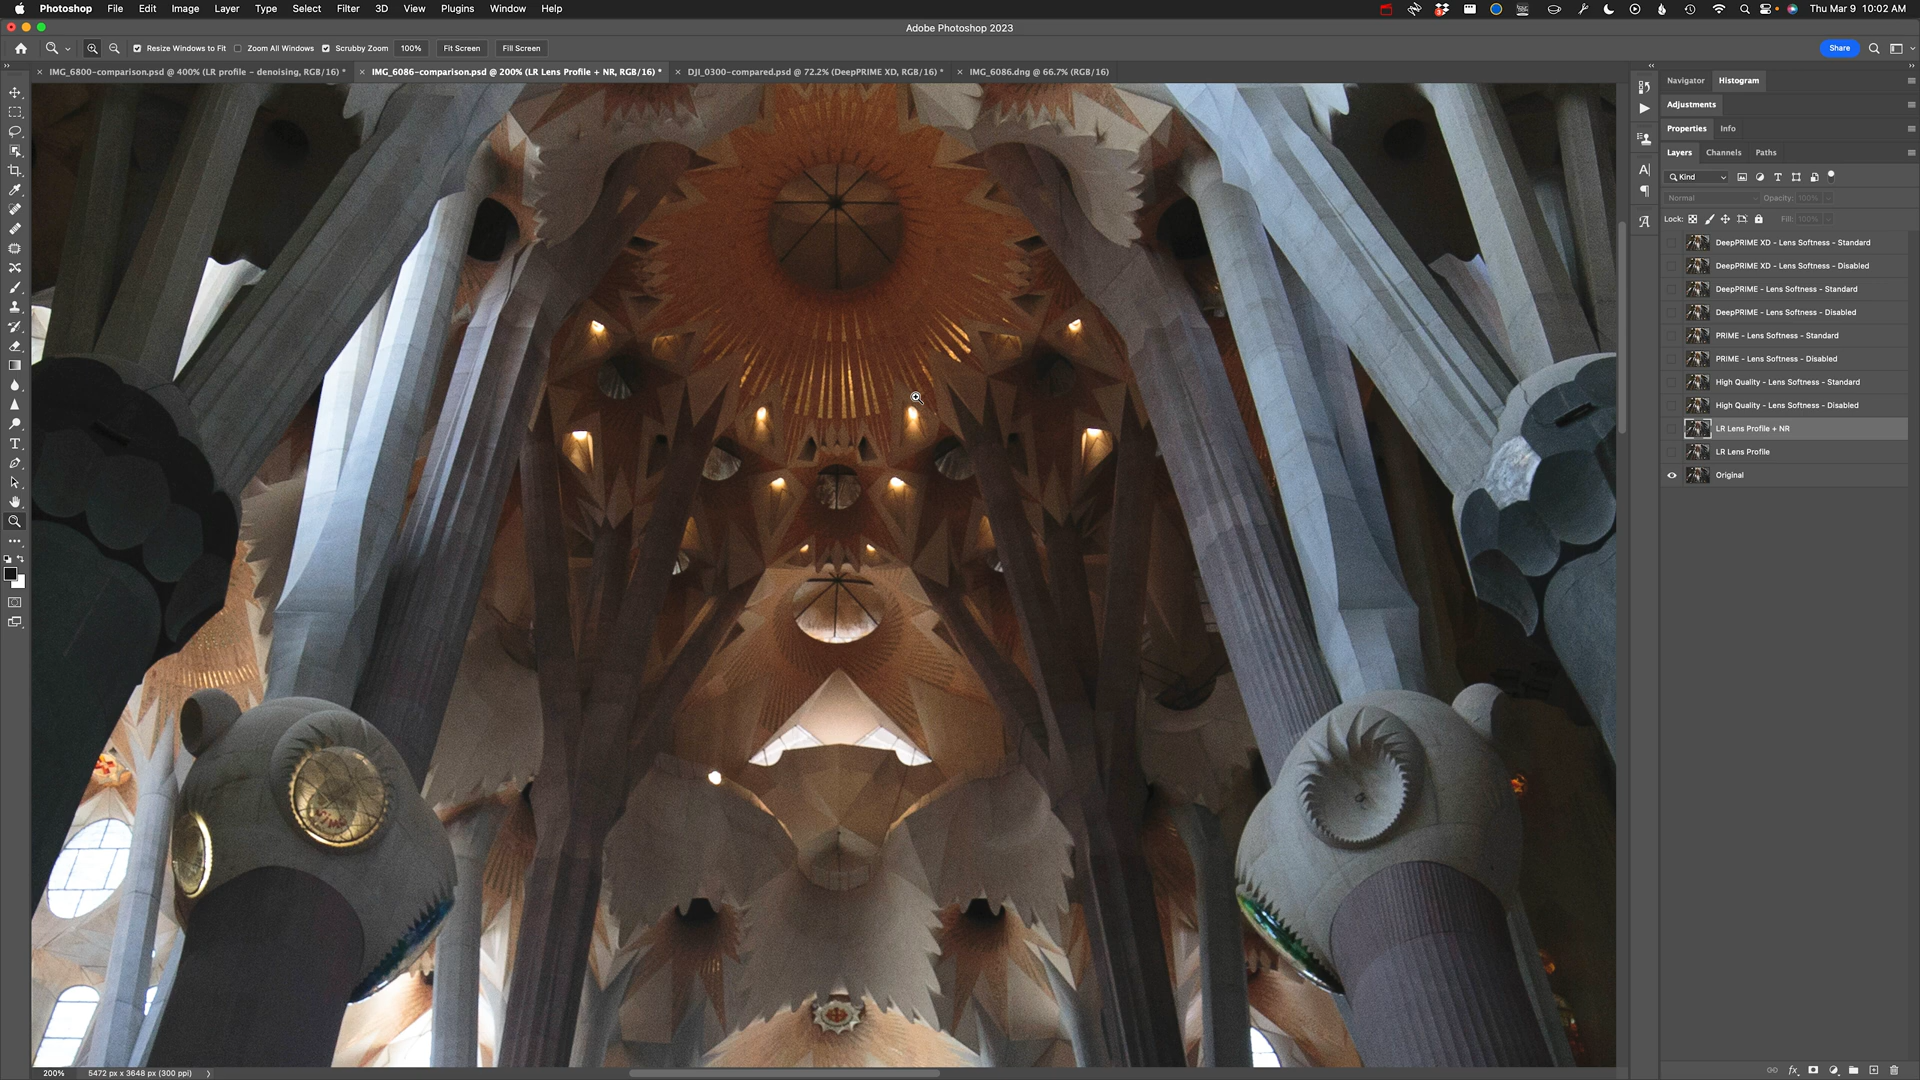 Photoshop File Edit Image Layer Type Select Filter 3D View Plugins Window Help
Thu Mar 9 10:02 AM
Adobe Photoshop 2023
Resize Windows to Fit Zoom All Windows Scrubby Zoom 100% Fit Screen Fill Screen
Share
IMG_6800-comparison.psd @ 400% (LR profile - denoising, RGB/16) *
IMG_6086-comparison.psd @ 200% (LR Lens Profile + NR, RGB/16) *
DJI_0300-compared.psd @ 72.2% (DeepPRIME XD, RGB/16) *
IMG_6086.dng @ 66.7% (RGB/16)
Navigator Histogram
Adjustments
Properties Info
Layers Channels Paths
Kind
Normal Opacity: 100%
Lock: Fill: 100%
DeepPRIME XD - Lens Softness - Standard
DeepPRIME XD - Lens Softness - Disabled
DeepPRIME - Lens Softness - Standard
DeepPRIME - Lens Softness - Disabled
PRIME - Lens Softness - Standard
PRIME - Lens Softness - Disabled
High Quality - Lens Softness - Standard
High Quality - Lens Softness - Disabled
LR Lens Profile + NR
LR Lens Profile
Original
200% 5472 px x 3648 px (300 ppi)